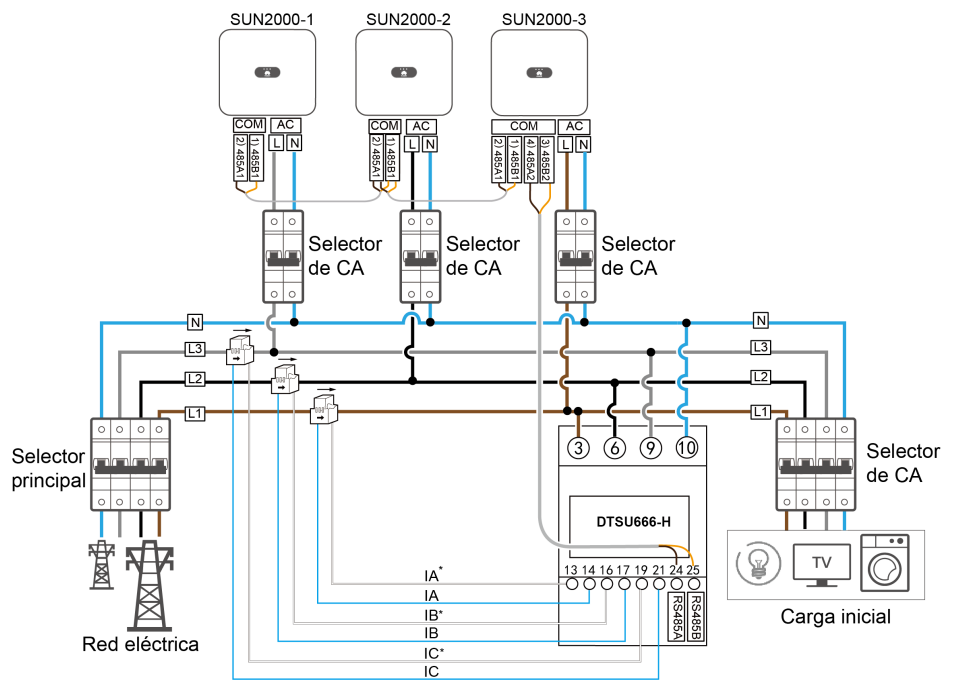 SUN2000-1
SUN2000-2
SUN2000-3
COM
AC
COM
AC
COM
AC
2) 485A1
1) 485B1
L
N
2) 485A1
1) 485B1
L
N
2) 485A1
1) 485B1
4) 485A2
3) 485B2
L
N
Selector
de CA
Selector
de CA
Selector
de CA
N
N
L3
L3
L2
L2
L1
L1
Selector
principal
3
6
9
10
Selector
de CA
DTSU666-H
TV
13
14
16
17
19
21
24
25
RS485A
RS485B
IA*
IA
IB*
IB
IC*
IC
Red eléctrica
Carga inicial